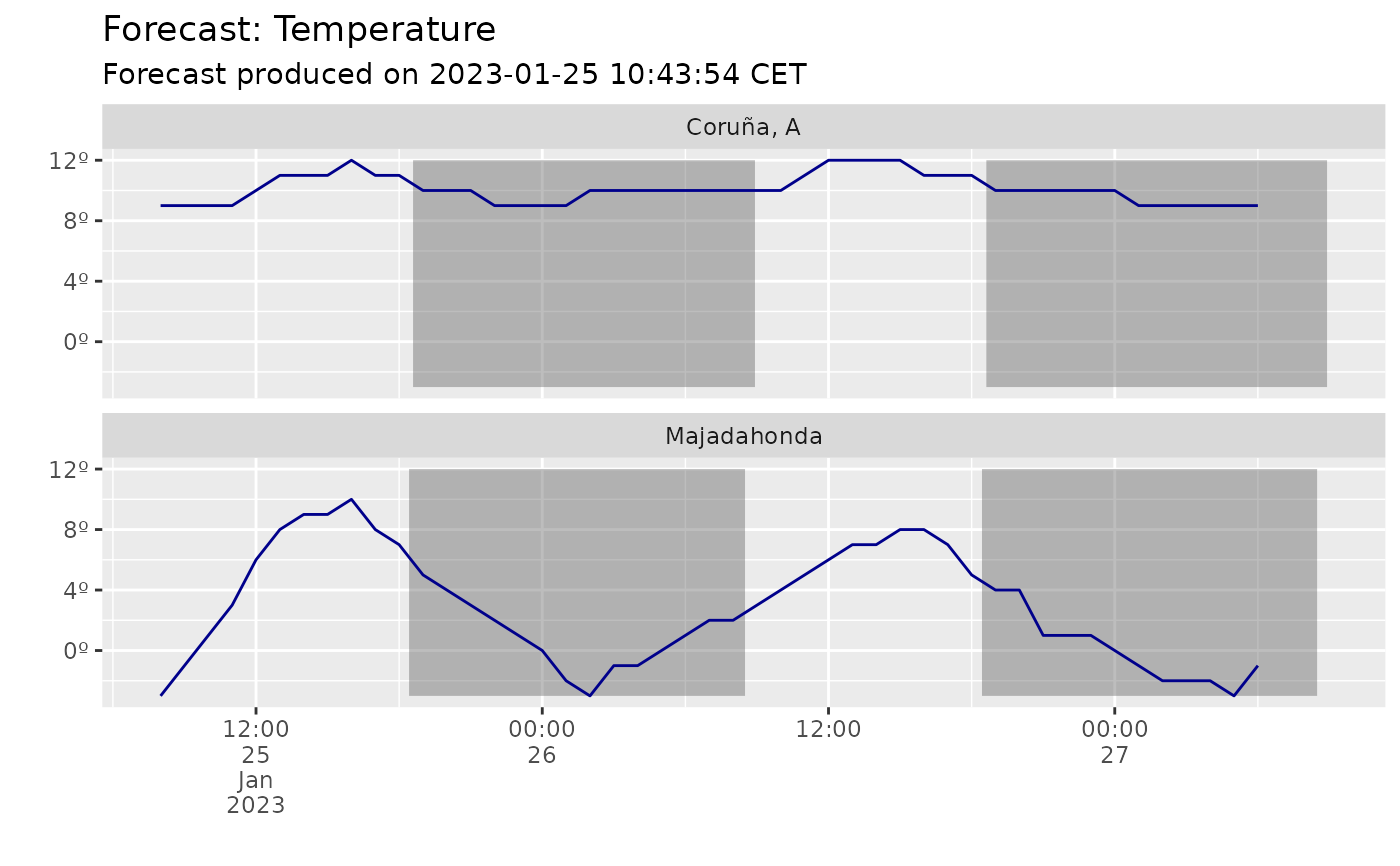 Forecast: Temperature
Forecast produced on 2023-01-25 10:43:54 CET
Coruña, A
12º
8º
4º
0º
Majadahonda
12º
8º
4º
0º
12:00 00:00 12:00 00:00
25 26 27
Jan
2023